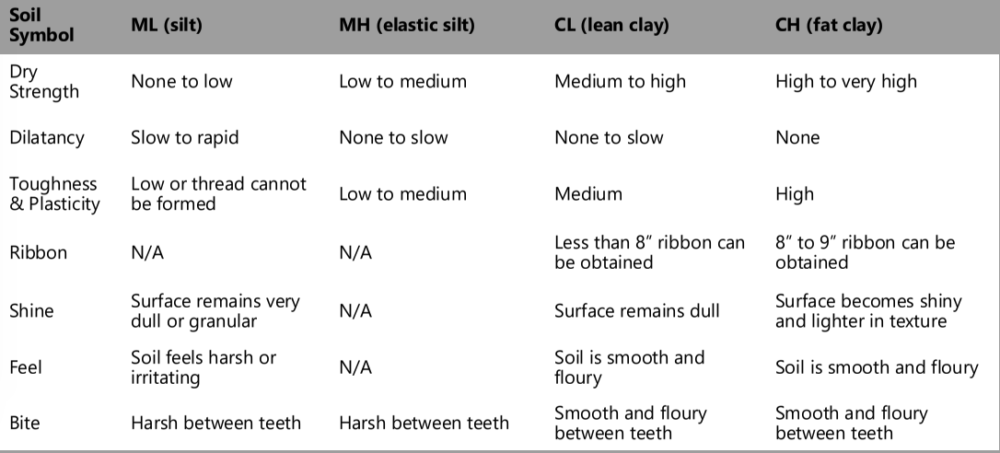 Soil Symbol ML (silt) MH (elastic silt) CL (lean clay) CH (fat clay)
Dry Strength None to low Low to medium Medium to high High to very high
Dilatancy Slow to rapid None to slow None to slow None
Toughness & Plasticity Low or thread cannot be formed Low to medium Medium High
Ribbon N/A N/A Less than 8” ribbon can be obtained 8” to 9” ribbon can be obtained
Shine Surface remains very dull or granular N/A Surface remains dull Surface becomes shiny and lighter in texture
Feel Soil feels harsh or irritating N/A Soil is smooth and floury Soil is smooth and floury
Bite Harsh between teeth Harsh between teeth Smooth and floury between teeth Smooth and floury between teeth